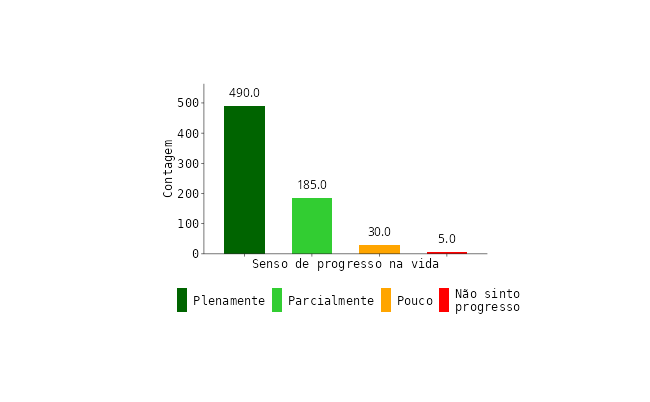 490.0
500
400
300
200
100
0
Contagem
185.0
30.0
5.0
Senso de progresso na vida
Plenamente
Parcialmente
Pouco
Não sinto
progresso